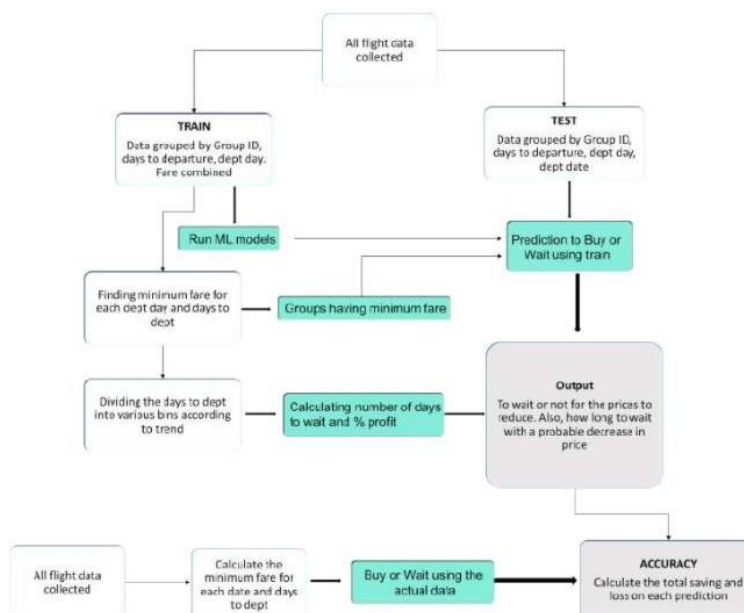 All flight data
collected
TRAIN
Data grouped by Group ID,
days to departure, dept day.
Fare combined
TEST
Data grouped by Group ID,
days to departure, dept day,
dept date
Run ML models
Prediction to Buy or
Wait using train
Finding minimum fare for
each dept day and days to
dept
Groups having minimum fare
Dividing the days to dept
into various bins according
to trend
Calculating number of days
to wait and % profit
Output
To wait or not for the prices to
reduce. Also, how long to wait
with a probable decrease in
price
All flight data
collected
Calculate the
minimum fare for
each date and days
to dept
Buy or Wait using the
actual data
ACCURACY
Calculate the total saving and
loss on each prediction